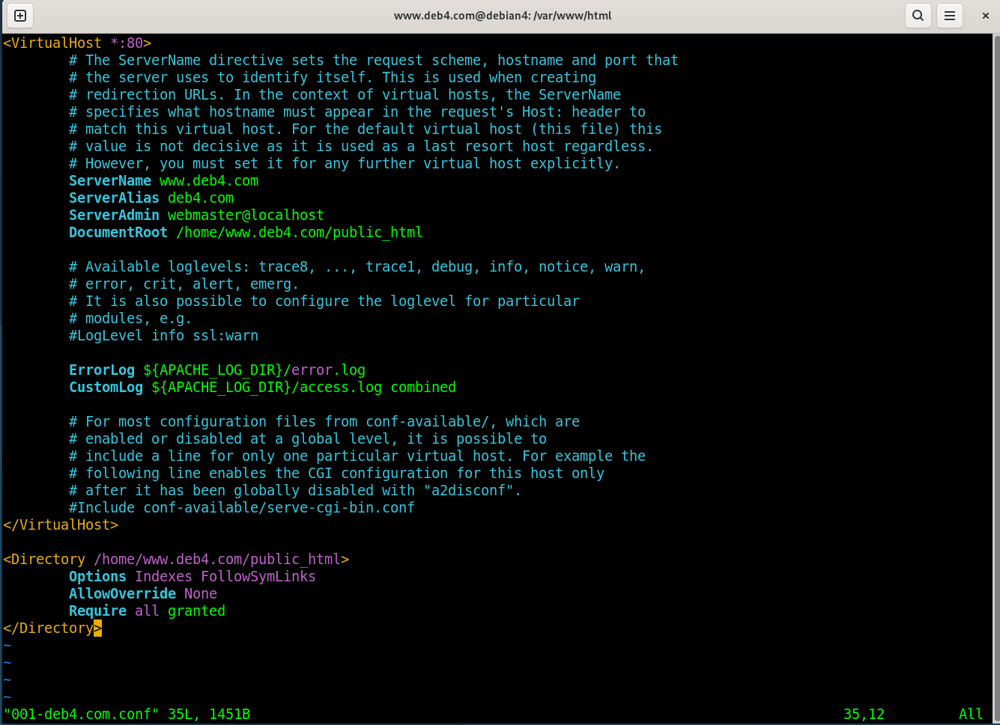 www.deb4.com@debian4: /var/www/html
<VirtualHost *:80>
# The ServerName directive sets the request scheme, hostname and port that
# the server uses to identify itself. This is used when creating
# redirection URLs. In the context of virtual hosts, the ServerName
# specifies what hostname must appear in the request's Host: header to
# match this virtual host. For the default virtual host (this file) this
# value is not decisive as it is used as a last resort host regardless.
# However, you must set it for any further virtual host explicitly.
ServerName www.deb4.com
ServerAlias deb4.com
ServerAdmin webmaster@localhost
DocumentRoot /home/www.deb4.com/public_html
# Available loglevels: trace8, ..., trace1, debug, info, notice, warn,
# error, crit, alert, emerg.
# It is also possible to configure the loglevel for particular
# modules, e.g.
#LogLevel info ssl:warn
ErrorLog ${APACHE_LOG_DIR}/error.log
CustomLog ${APACHE_LOG_DIR}/access.log combined
# For most configuration files from conf-available/, which are
# enabled or disabled at a global level, it is possible to
# include a line for only one particular virtual host. For example the
# following line enables the CGI configuration for this host only
# after it has been globally disabled with "a2disconf".
#Include conf-available/serve-cgi-bin.conf
</VirtualHost>
<Directory /home/www.deb4.com/public_html>
Options Indexes FollowSymLinks
AllowOverride None
Require all granted
</Directory>
~
~
~
~
"001-deb4.com.conf" 35L, 1451B 35,12 All